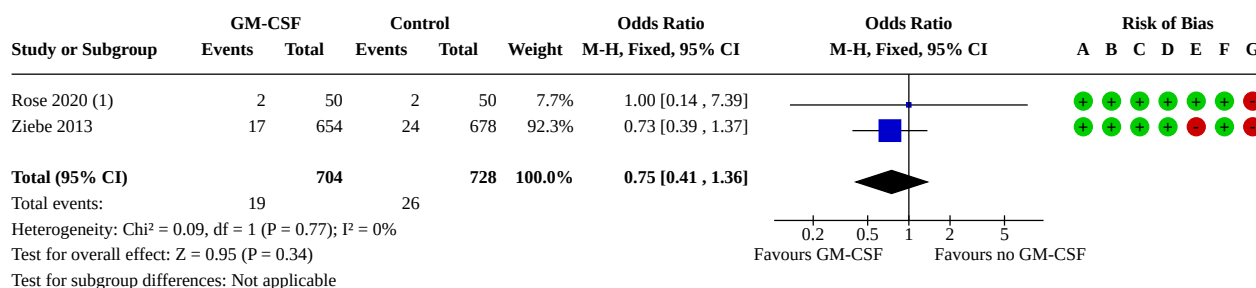 GM-CSF Control Odds Ratio Odds Ratio Risk of Bias
Study or Subgroup Events Total Events Total Weight M-H, Fixed, 95% CI M-H, Fixed, 95% CI A B C D E F G
Rose 2020 (1) 2 50 2 50 7.7% 1.00 [0.14 , 7.39] + + + + + + -
Ziebe 2013 17 654 24 678 92.3% 0.73 [0.39 , 1.37] + + + + - + -
Total (95% CI) 704 728 100.0% 0.75 [0.41 , 1.36]
Total events: 19 26
Heterogeneity: Chi² = 0.09, df = 1 (P = 0.77); I² = 0%
0.2 0.5 1 2 5
Test for overall effect: Z = 0.95 (P = 0.34) Favours GM-CSF Favours no GM-CSF
Test for subgroup differences: Not applicable